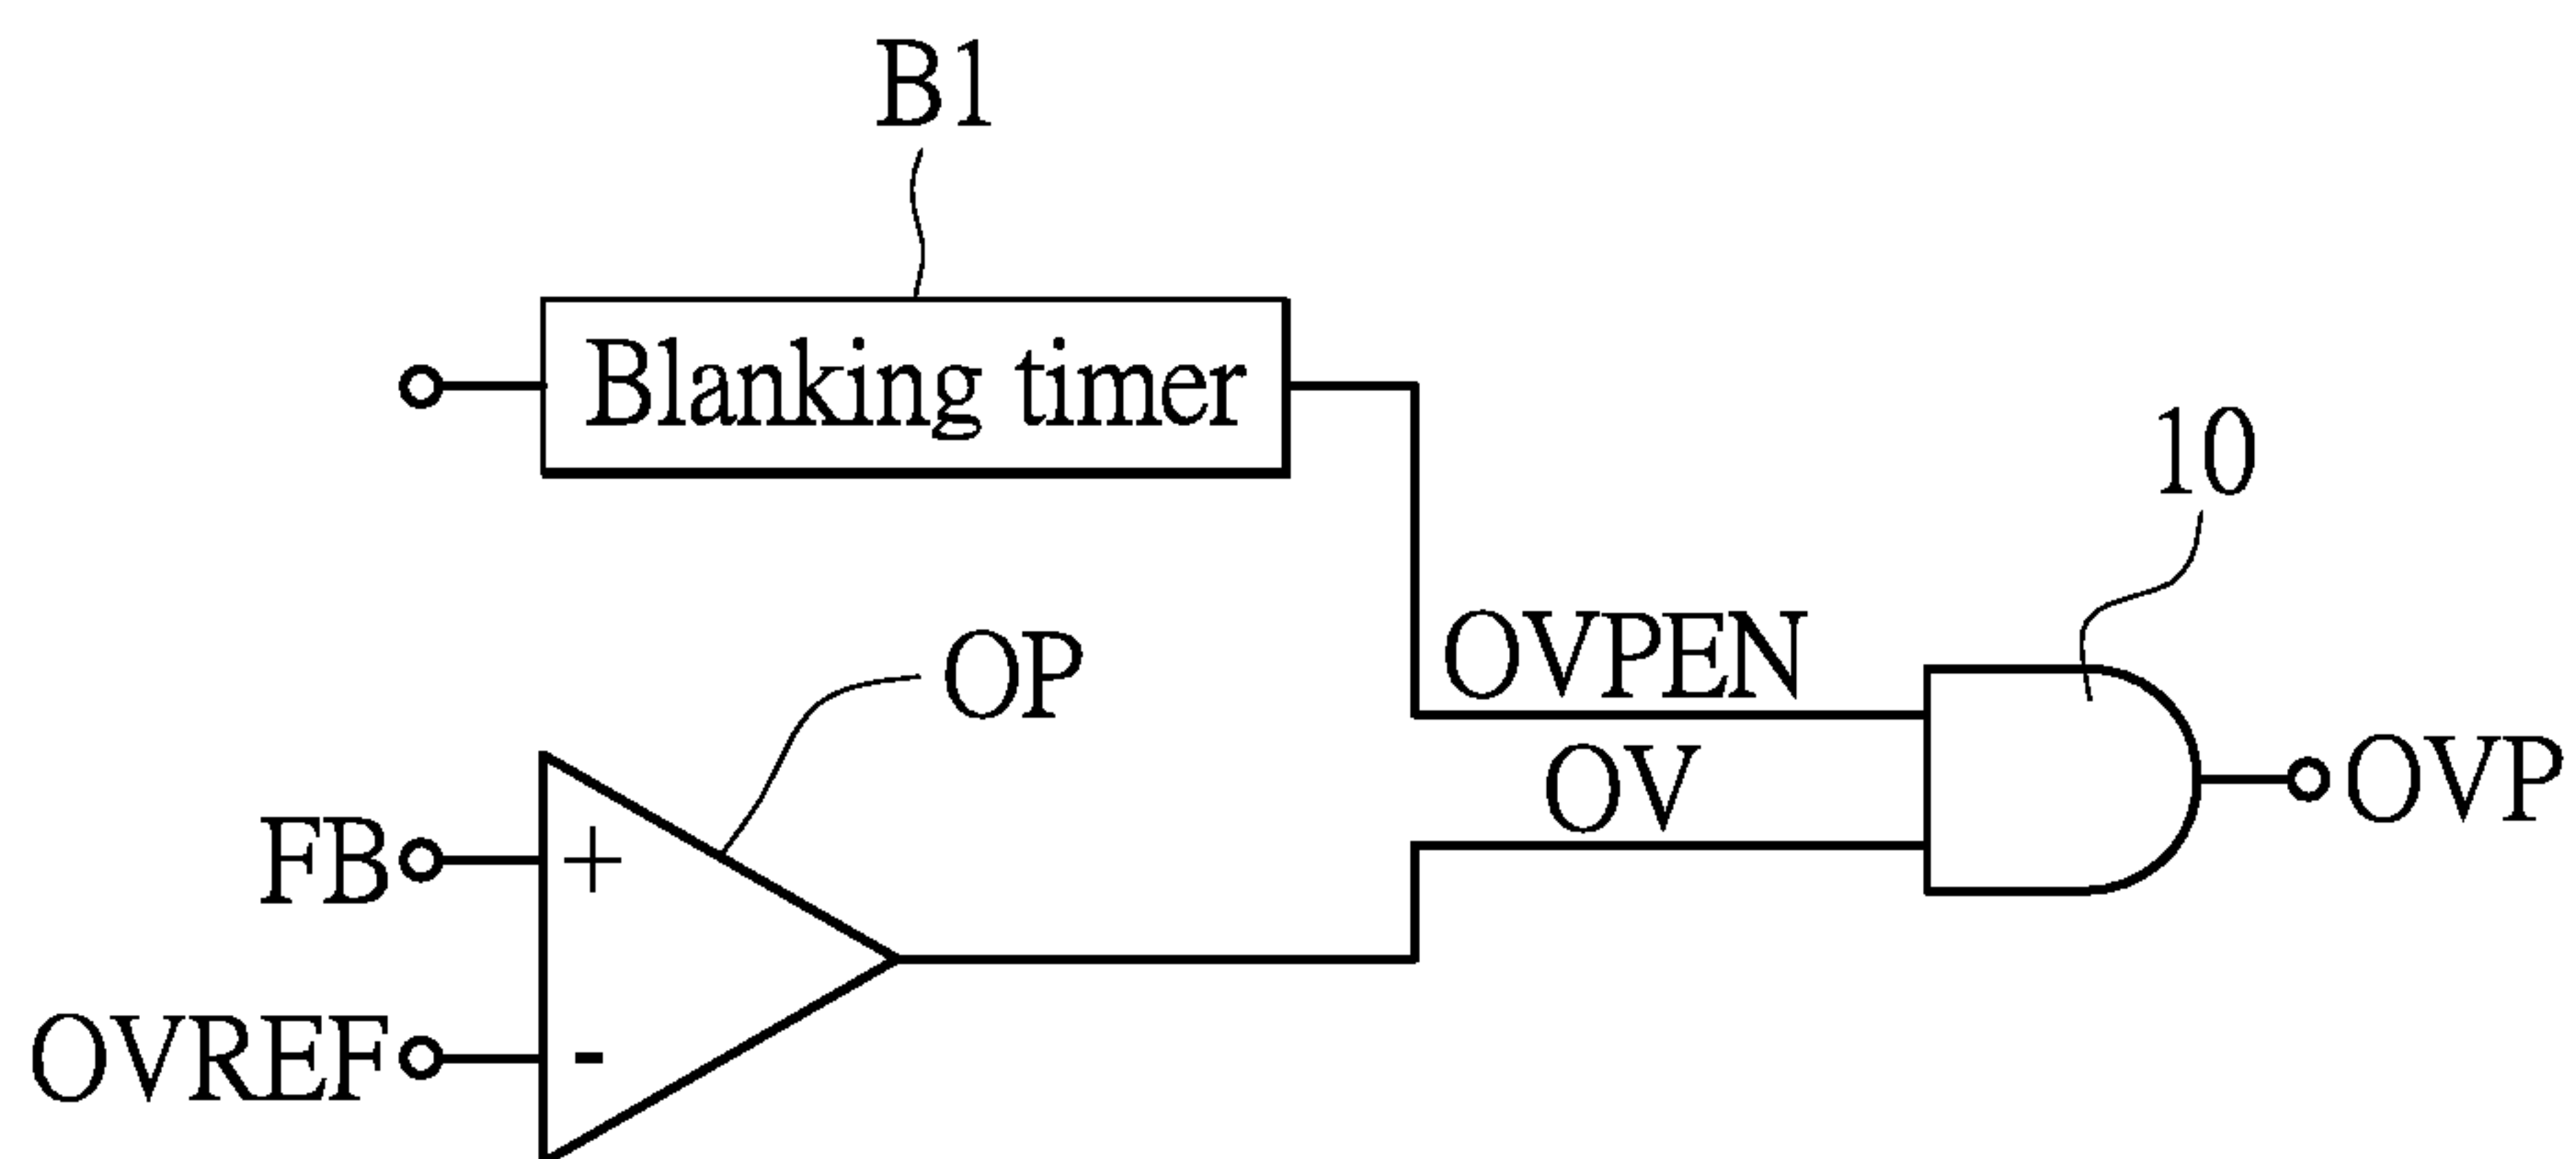 B1
Blanking timer
10
OVPEN
OP
OV
OVP
FB
+
OVREF
-